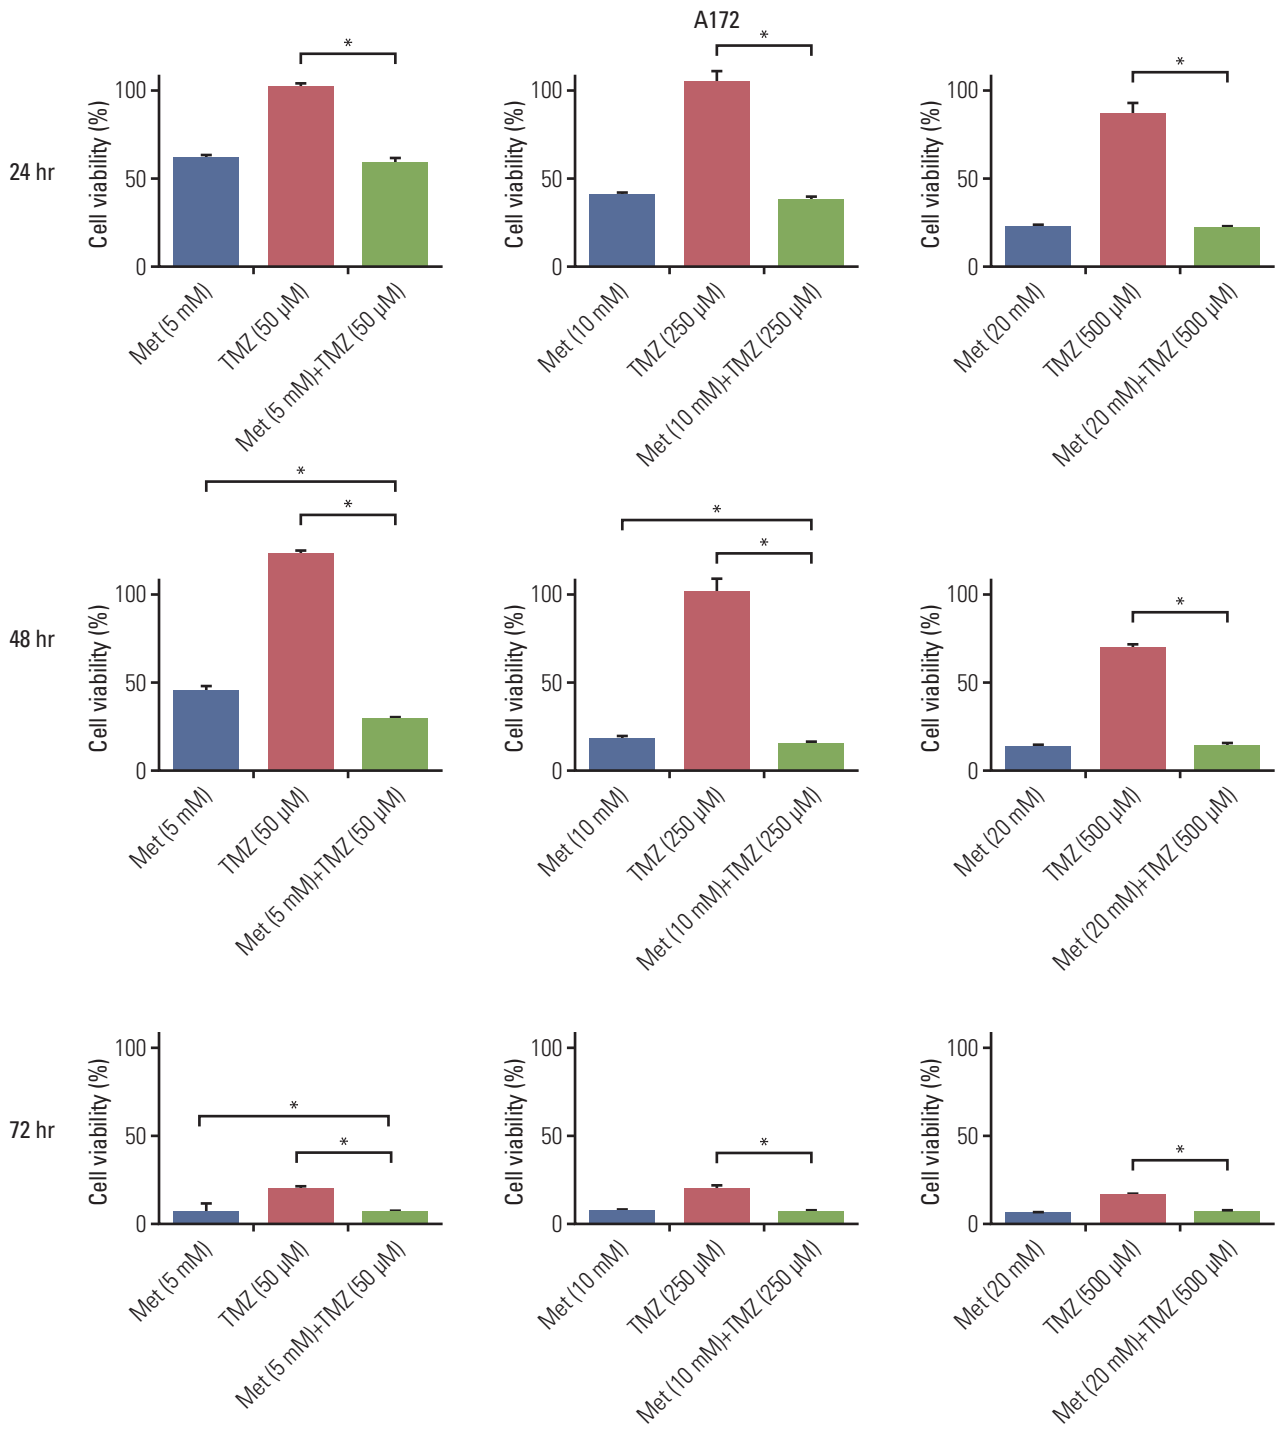 A172
24 hr
Cell viability (%)
100
50
0
*
Met (5 mM)
TMZ (50 µM)
Met (5 mM)+TMZ (50 µM)
Cell viability (%)
100
50
0
*
Met (10 mM)
TMZ (250 µM)
Met (10 mM)+TMZ (250 µM)
Cell viability (%)
100
50
0
*
Met (20 mM)
TMZ (500 µM)
Met (20 mM)+TMZ (500 µM)
48 hr
Cell viability (%)
100
50
0
*
*
Met (5 mM)
TMZ (50 µM)
Met (5 mM)+TMZ (50 µM)
Cell viability (%)
100
50
0
*
*
Met (10 mM)
TMZ (250 µM)
Met (10 mM)+TMZ (250 µM)
Cell viability (%)
100
50
0
*
Met (20 mM)
TMZ (500 µM)
Met (20 mM)+TMZ (500 µM)
72 hr
Cell viability (%)
100
50
0
*
*
Met (5 mM)
TMZ (50 µM)
Met (5 mM)+TMZ (50 µM)
Cell viability (%)
100
50
0
*
Met (10 mM)
TMZ (250 µM)
Met (10 mM)+TMZ (250 µM)
Cell viability (%)
100
50
0
*
Met (20 mM)
TMZ (500 µM)
Met (20 mM)+TMZ (500 µM)